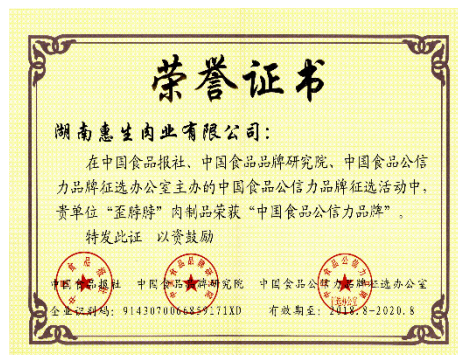 荣誉证书
湖南惠生肉业有限公司：
在中国食品报社、中国食品品牌研究院、中国食品公信
力品牌征选办公室主办的中国食品公信力品牌征选活动中，
贵单位“歪脖脖”肉制品荣获“中国食品公信力品牌”。
特发此证 以资鼓励
中国食品报社 中国食品品牌研究院 中国食品公信力品牌征选办公室
企业识别码：9143070066859171XD 有效期至：2018.8-2020.8